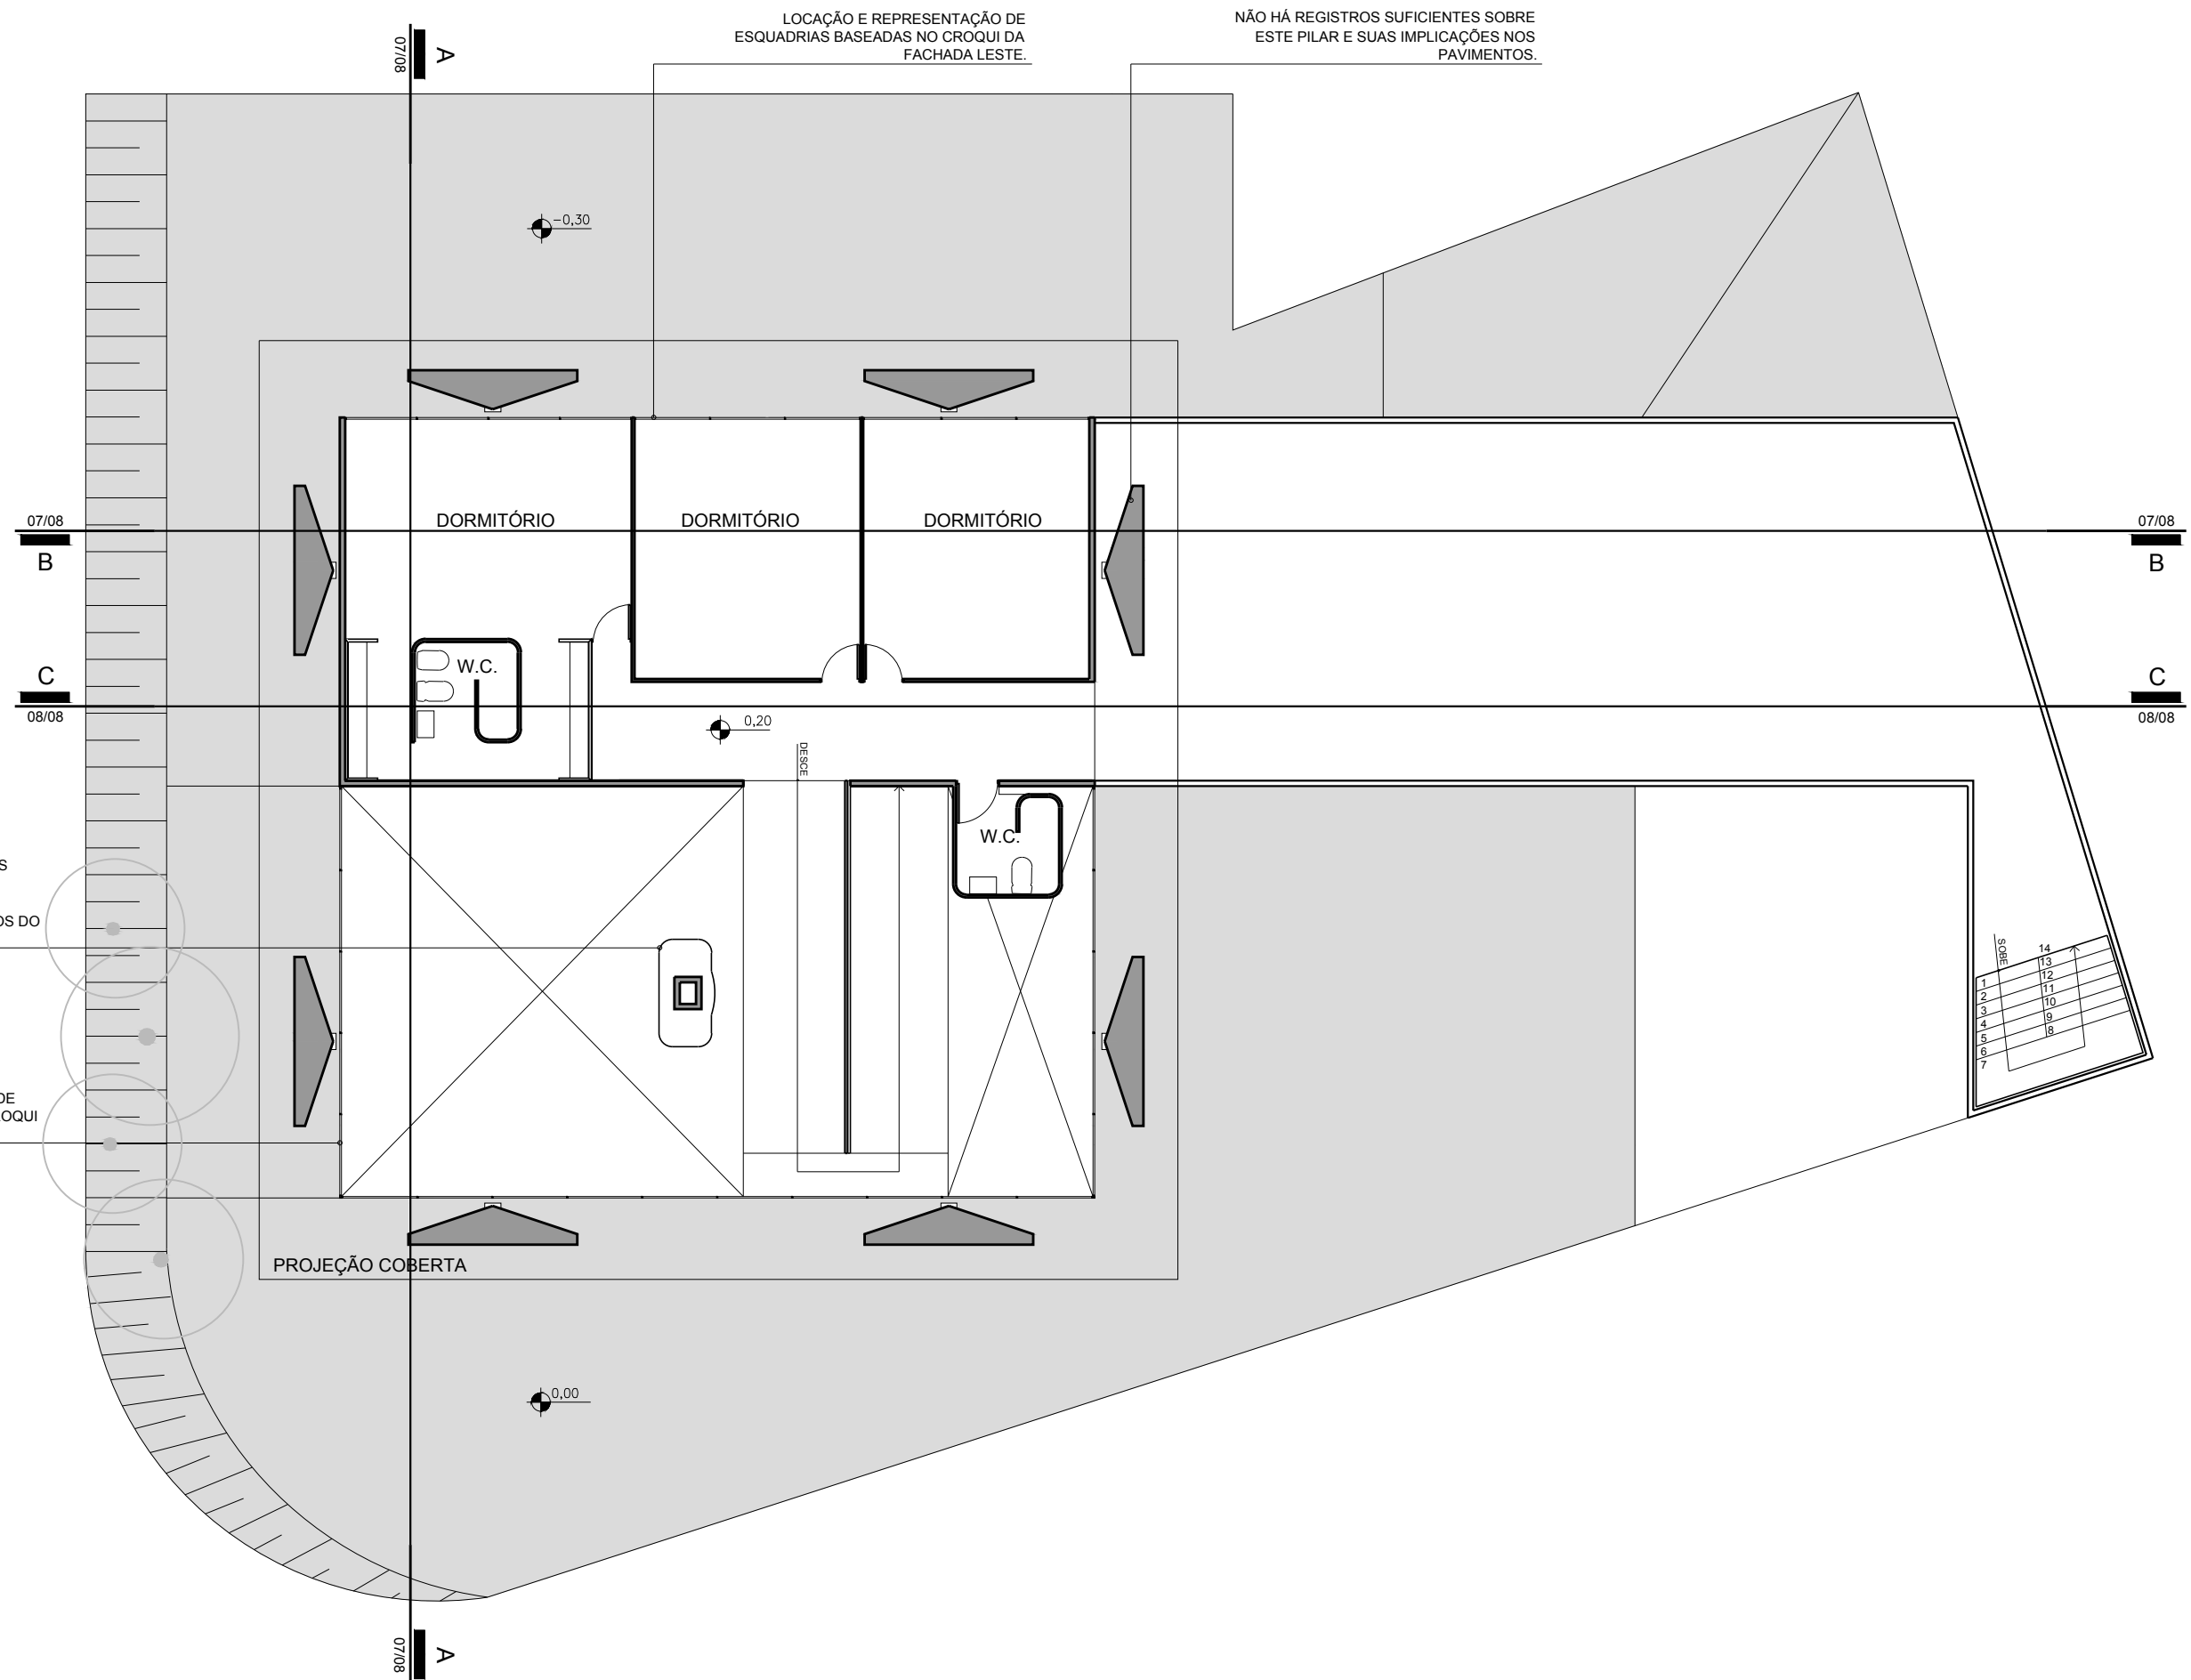 LOCAÇÃO E REPRESENTAÇÃO DE
ESQUADRIAS BASEADAS NO CROQUI DA
FACHADA LESTE.
NÃO HÁ REGISTROS SUFICIENTES SOBRE
ESTE PILAR E SUAS IMPLICAÇÕES NOS
PAVIMENTOS.
07/08
A
-0,30
07/08
B
DORMITÓRIO
DORMITÓRIO
DORMITÓRIO
07/08
B
C
08/08
W.C.
C
08/08
0,20
DESCE
W.C.
S
OS DO
SOBE
14
13
12
11
10
9
8
1
2
3
4
5
6
7
DE
OQUI
PROJEÇÃO COBERTA
0,00
07/08
A